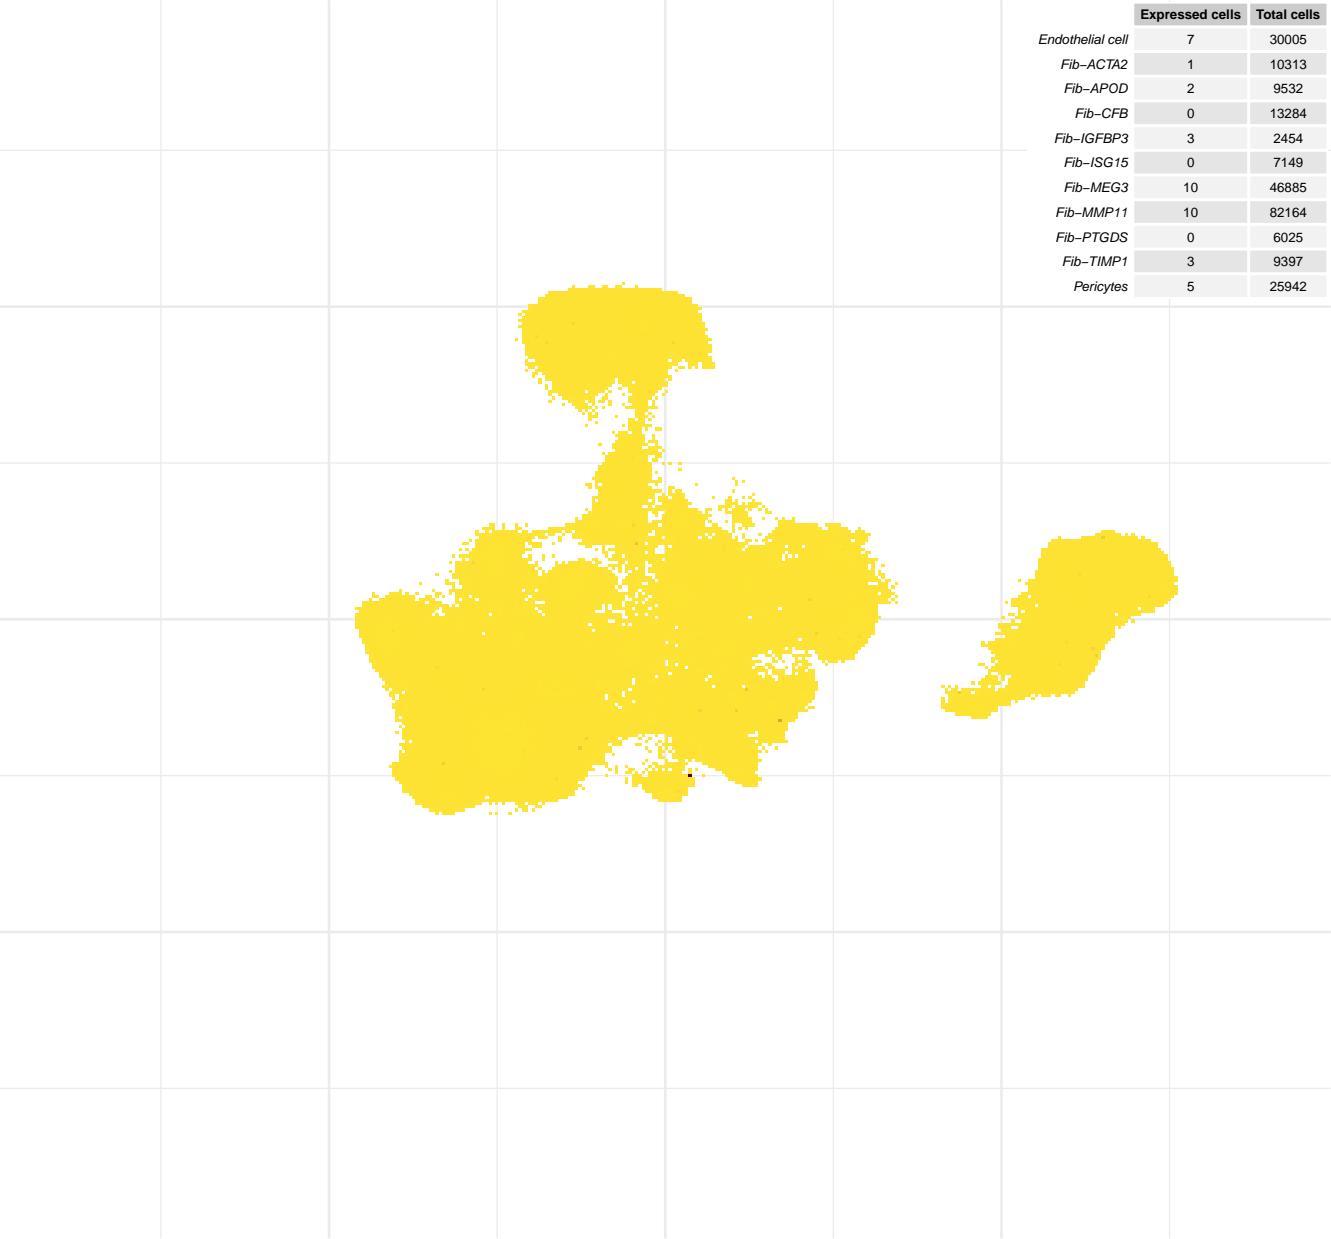 Expressed cells Total cells
Endothelial cell 7 30005
Fib−ACTA2 1 10313
Fib−APOD 2 9532
Fib−CFB 0 13284
Fib−IGFBP3 3 2454
Fib−ISG15 0 7149
Fib−MEG3 10 46885
Fib−MMP11 10 82164
Fib−PTGDS 0 6025
Fib−TIMP1 3 9397
Pericytes 5 25942